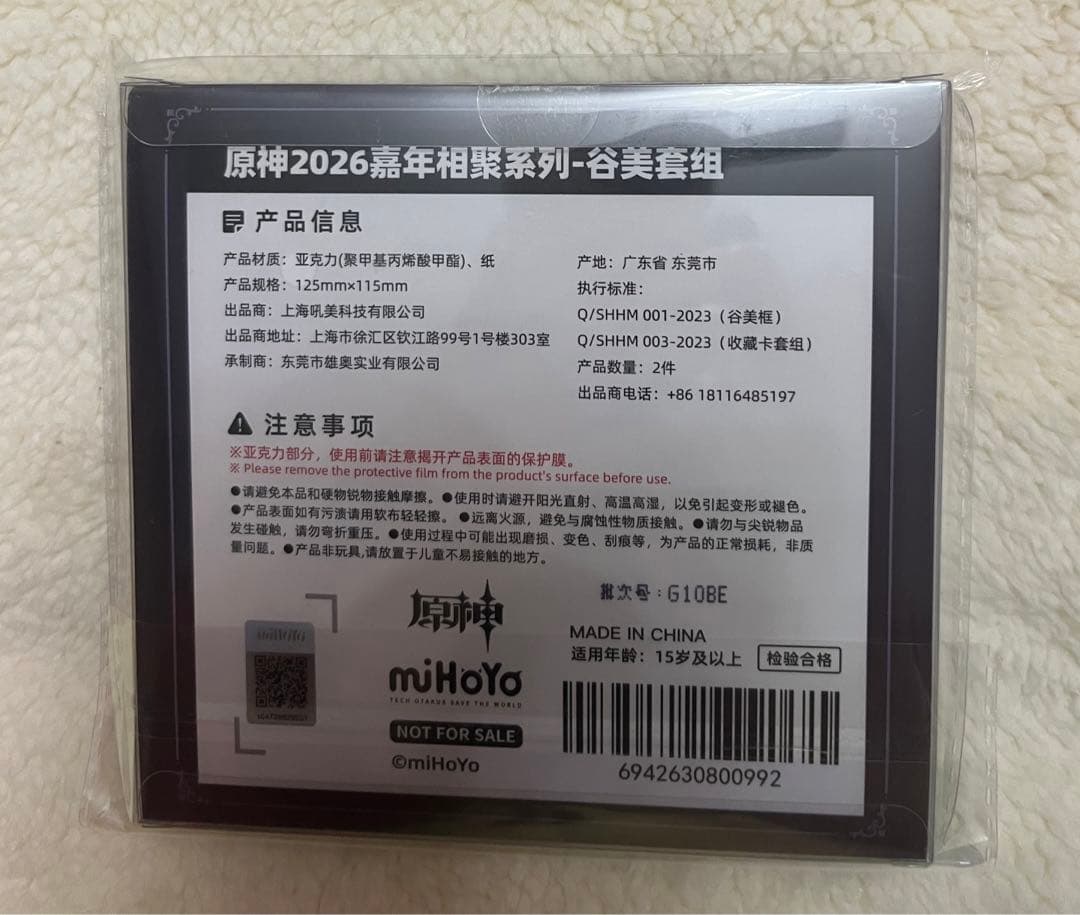 原神2026嘉年相聚系列-谷美套组
产品信息
产品材质：亚克力(聚甲基丙烯酸甲酯)、纸
产品规格：125mm×115mm
出品商：上海吼美科技有限公司
出品商地址：上海市徐汇区钦江路99号1号楼303室
承制商：东莞市雄奥实业有限公司
产地：广东省 东莞市
执行标准：
Q/SHHM 001-2023（谷美框）
Q/SHHM 003-2023（收藏卡套组）
产品数量：2件
出品商电话：+86 18116485197
注意事项
※亚克力部分，使用前请注意揭开产品表面的保护膜。
※ Please remove the protective film from the product's surface before use.
●请避免本品和硬物锐物接触摩擦。●使用时请避开阳光直射、高温高湿，以免引起变形或褪色。
●产品表面如有污渍请用软布轻轻擦。●远离火源，避免与腐蚀性物质接触。●请勿与尖锐物品
发生碰触，请勿弯折重压。●使用过程中可能出现磨损、变色、刮痕等，为产品的正常损耗，非质
量问题。●产品非玩具,请放置于儿童不易接触的地方。
miHoYo
原神
miHoYo
TECH OTAKUS SAVE THE WORLD
NOT FOR SALE
©miHoYo
批次号：G10BE
MADE IN CHINA
适用年龄：15岁及以上
检验合格
6942630800992